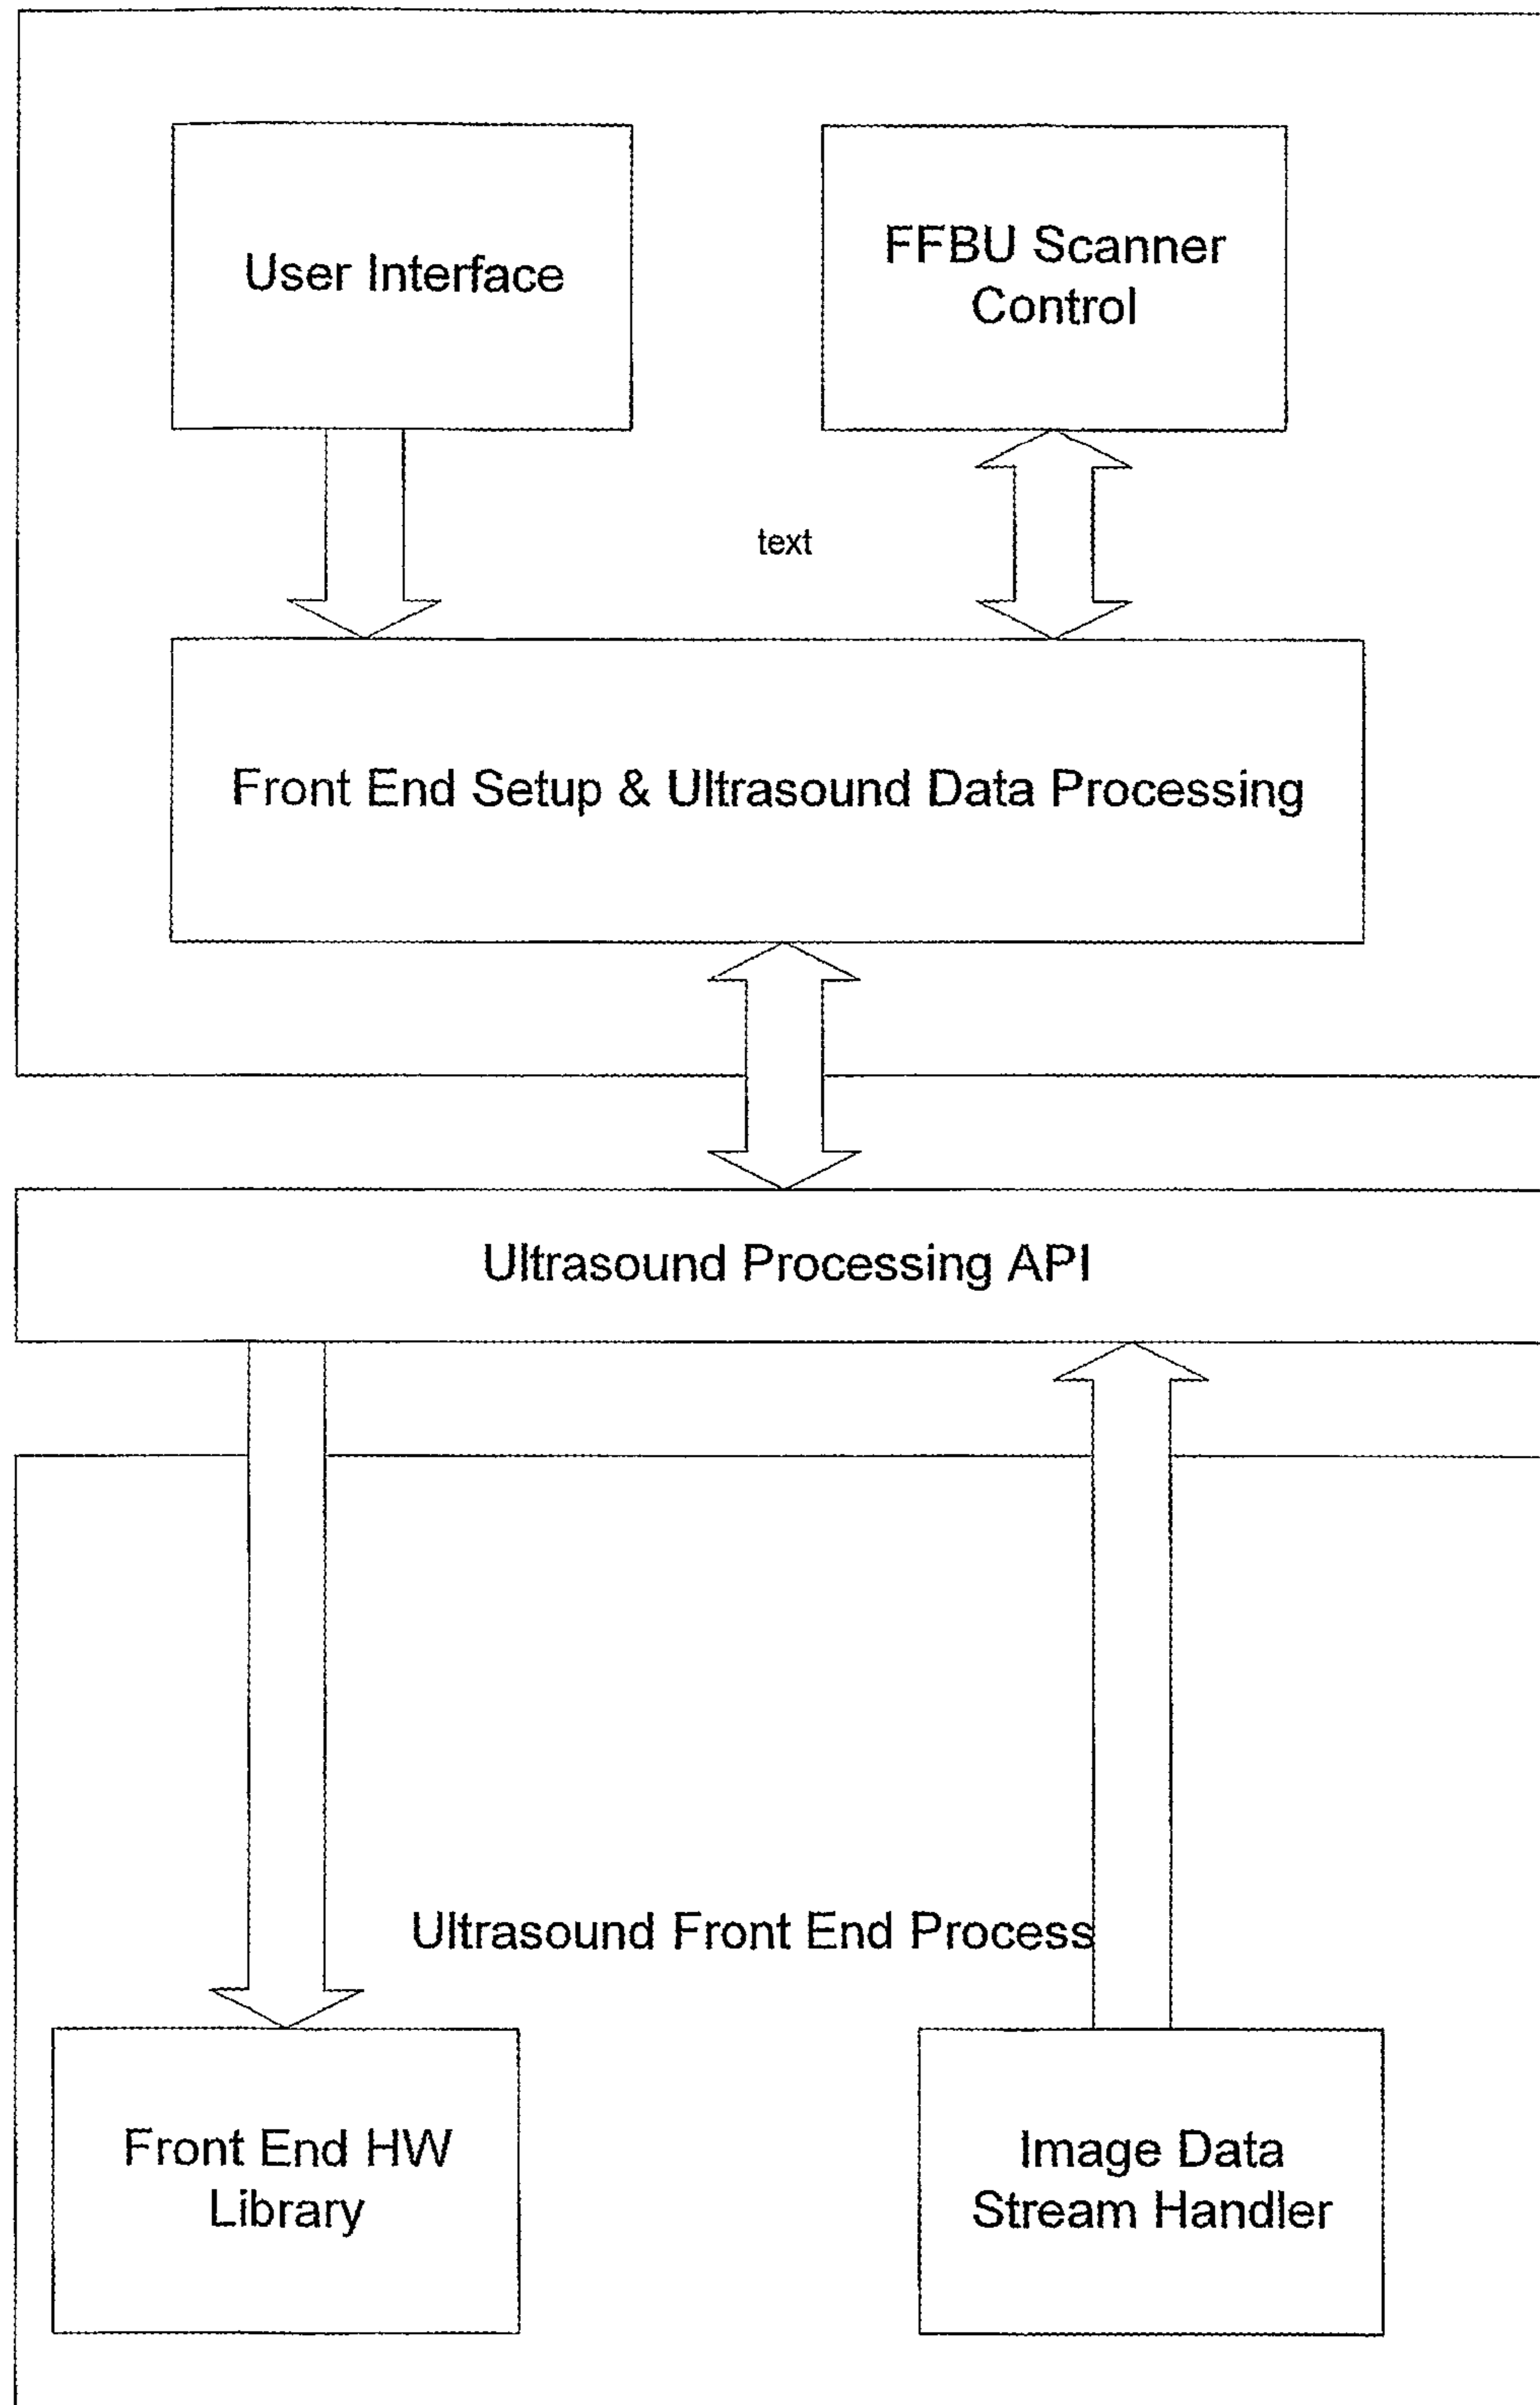 User Interface
FFBU Scanner
Control
text
Front End Setup & Ultrasound Data Processing
Ultrasound Processing API
Ultrasound Front End Process
Front End HW
Library
Image Data
Stream Handler